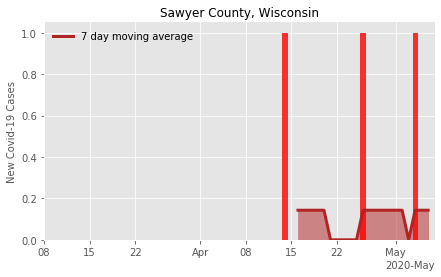 Sawyer County, Wisconsin
7 day moving average
New Covid-19 Cases
1.0
0.8
0.6
0.4
0.2
0.0
08 15 22 Apr 08 15 22 May
2020-May